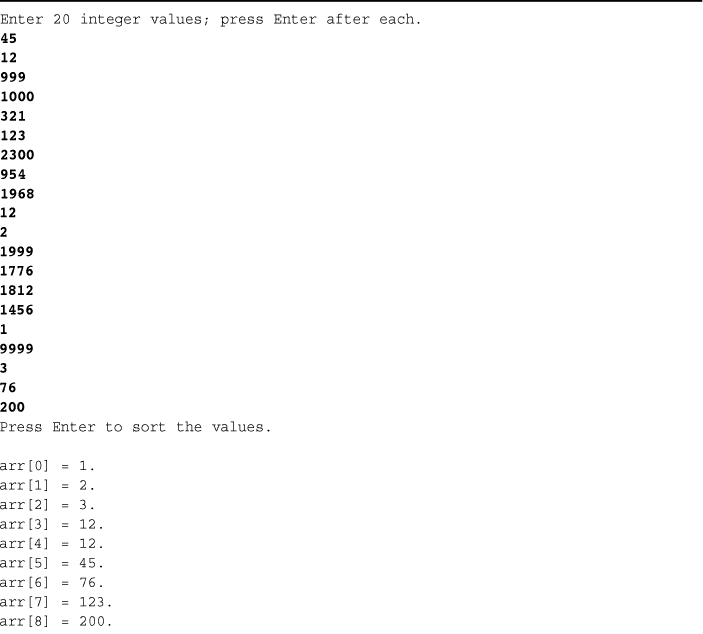 Enter 20 integer values; press Enter after each.
45
12
999
1000
321
123
2300
954
1968
12
2
1999
1776
1812
1456
1
9999
3
76
200
Press Enter to sort the values.
arr[0] = 1.
arr[1] = 2.
arr[2] = 3.
arr[3] = 12.
arr[4] = 12.
arr[5] = 45.
arr[6] = 76.
arr[7] = 123.
arr[8] = 200.